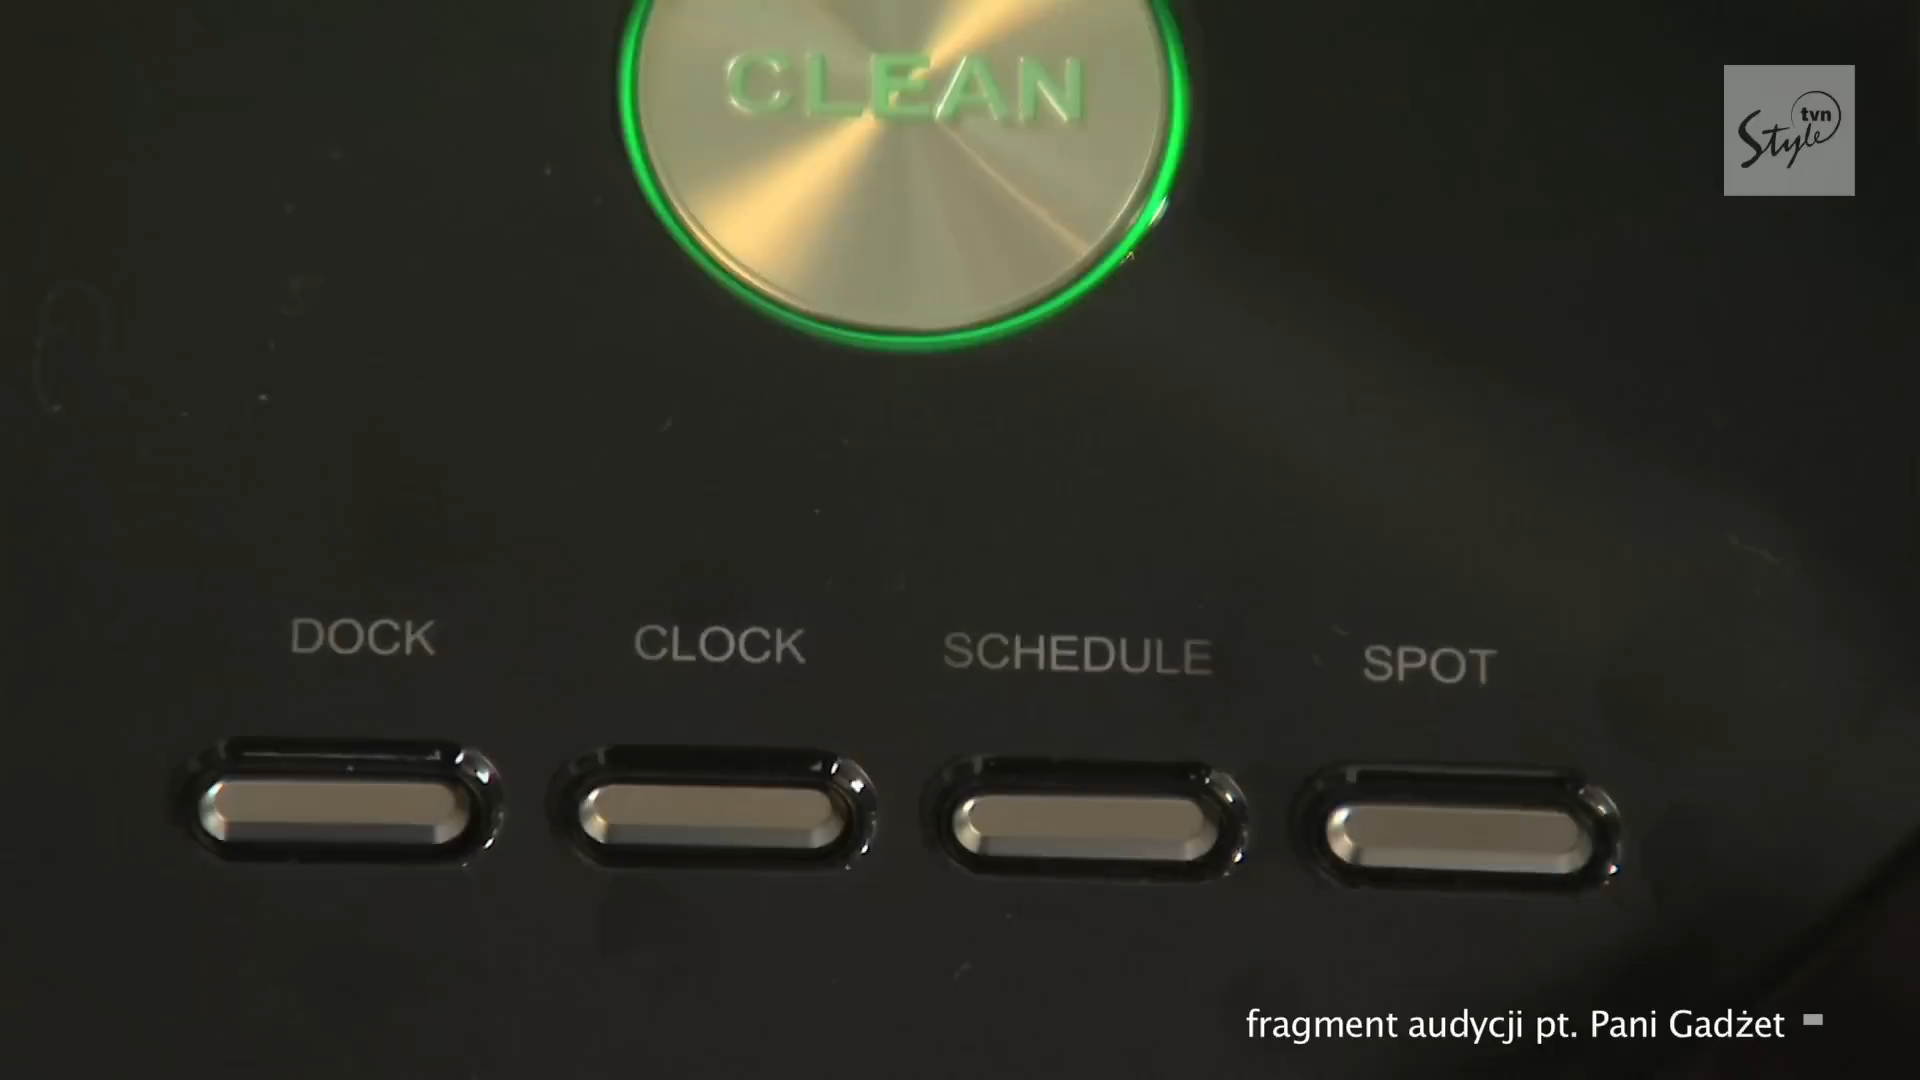 CLEAN
tvn
Style
DOCK CLOCK SCHEDULE SPOT
fragment audycji pt. Pani Gadżet